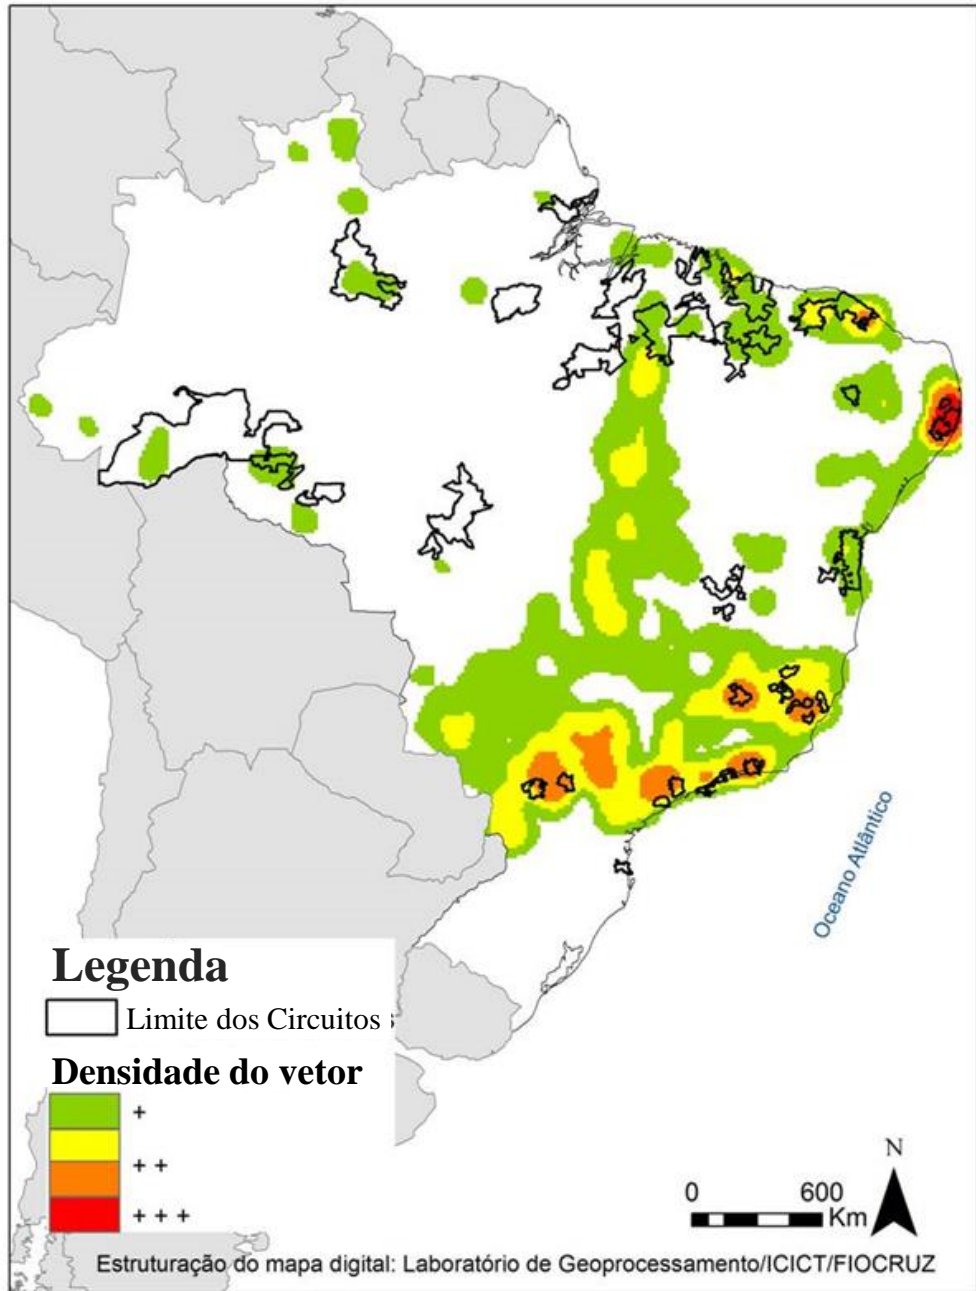 Oceano Atlântico
Legenda
Limite dos Circuitos s
Densidade do vetor
+
+ +
+ + +
N
0 600
Km
Estruturação do mapa digital: Laboratório de Geoprocessamento/ICICT/FIOCRUZ